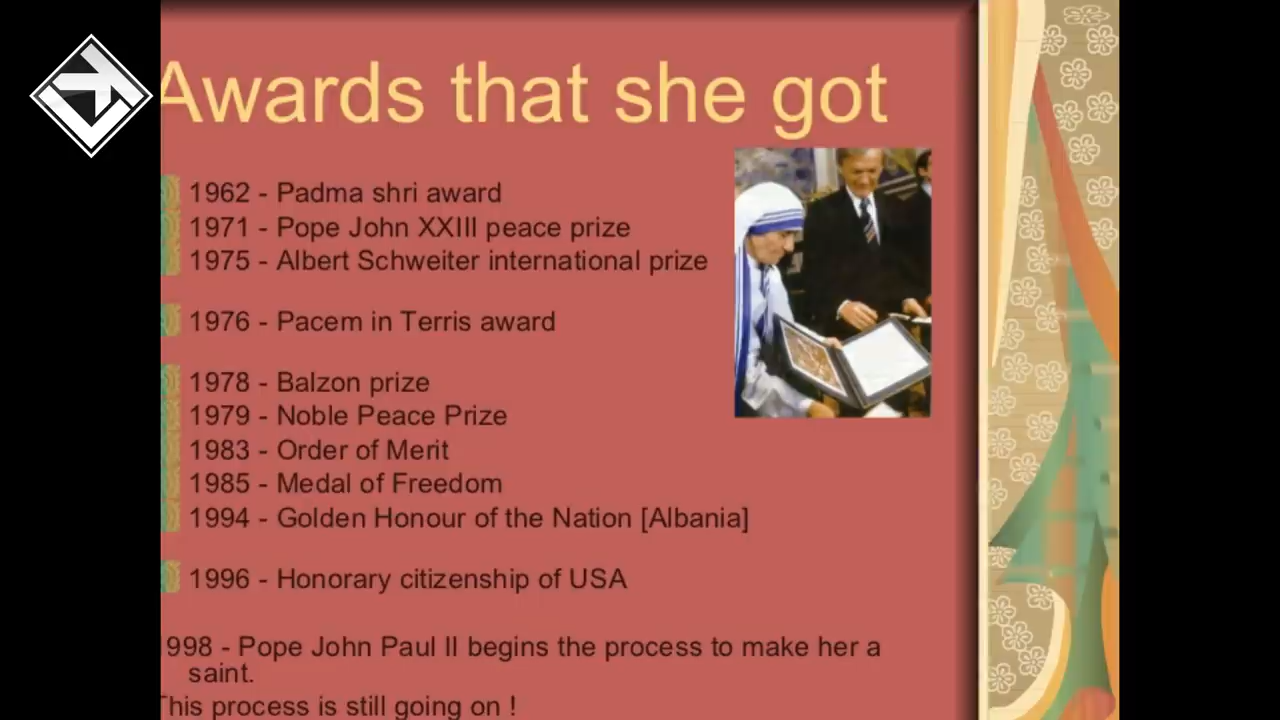 Awards that she got
1962 - Padma shri award
1971 - Pope John XXIII peace prize
1975 - Albert Schweiter international prize
1976 - Pacem in Terris award
1978 - Balzon prize
1979 - Noble Peace Prize
1983 - Order of Merit
1985 - Medal of Freedom
1994 - Golden Honour of the Nation [Albania]
1996 - Honorary citizenship of USA
998 - Pope John Paul II begins the process to make her a
saint.
This process is still going on !